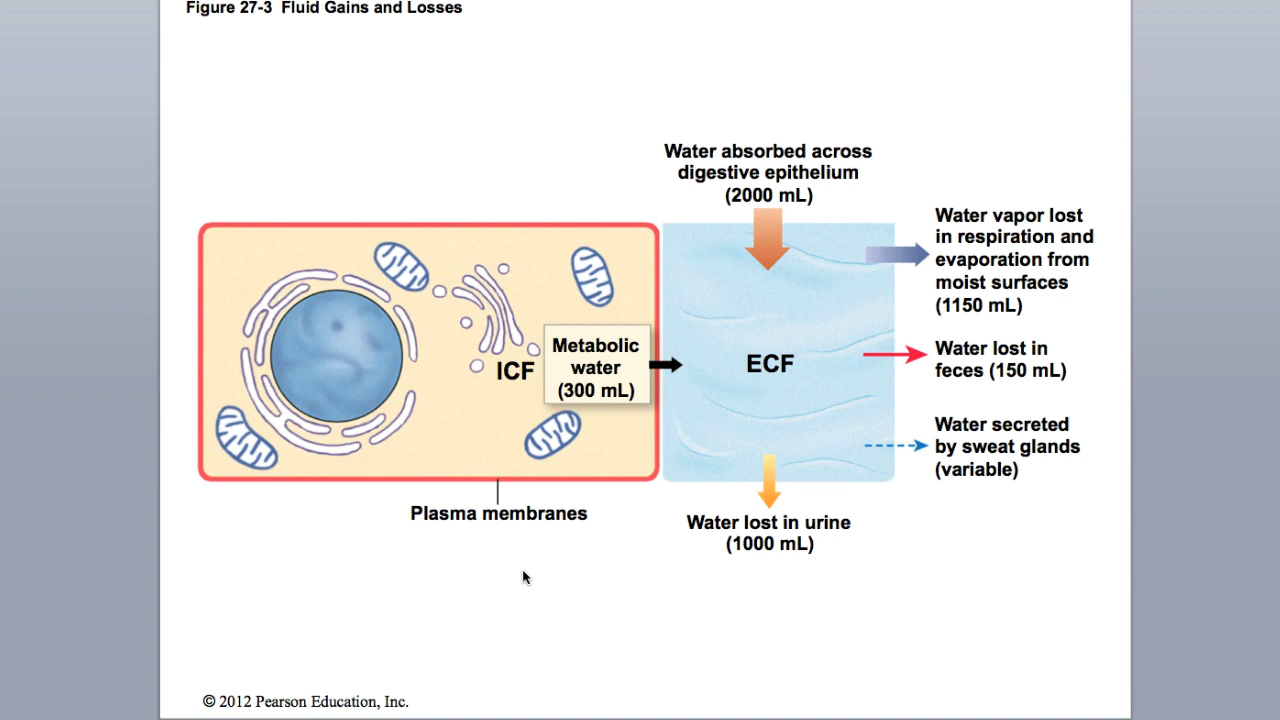 Figure 27-3  Fluid Gains and Losses
Water absorbed across
digestive epithelium
(2000 mL)
Water vapor lost
in respiration and
evaporation from
moist surfaces
(1150 mL)
Metabolic
water
(300 mL)
ICF
ECF
Water lost in
feces (150 mL)
Water secreted
by sweat glands
(variable)
Plasma membranes
Water lost in urine
(1000 mL)
© 2012 Pearson Education, Inc.